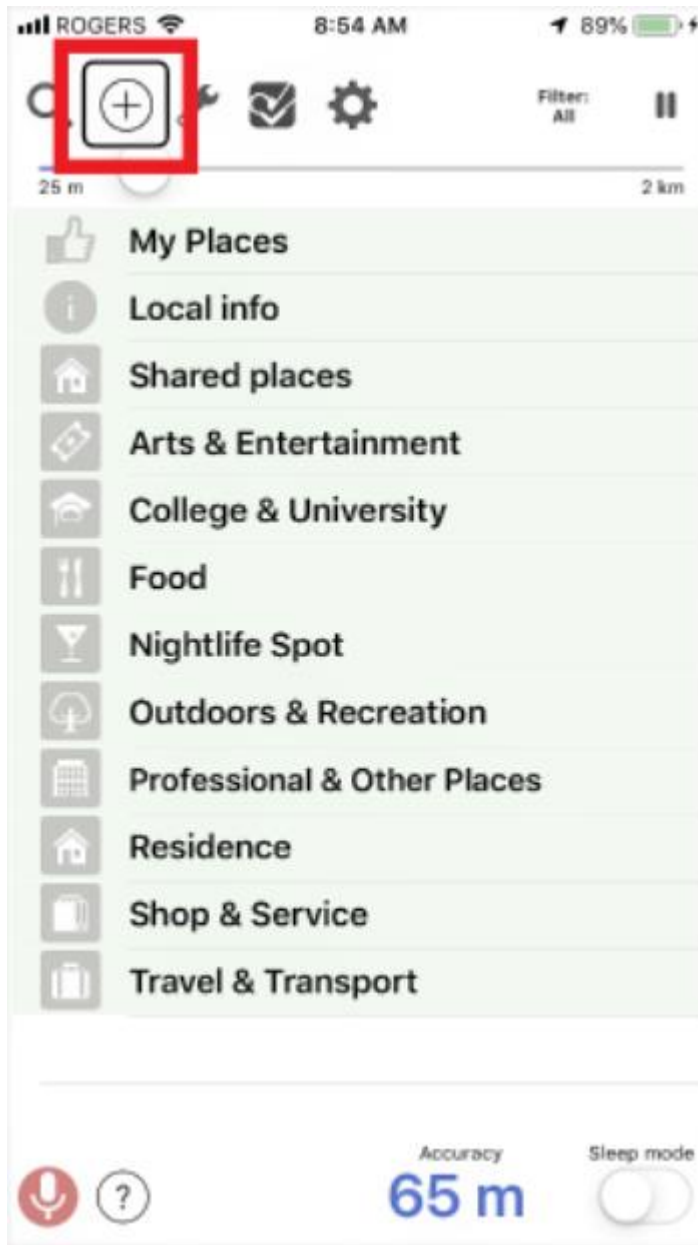 ROGERS 8:54 AM 89%
Filter:
All
25 m 2 km
My Places
Local info
Shared places
Arts & Entertainment
College & University
Food
Nightlife Spot
Outdoors & Recreation
Professional & Other Places
Residence
Shop & Service
Travel & Transport
Accuracy Sleep mode
65 m
?